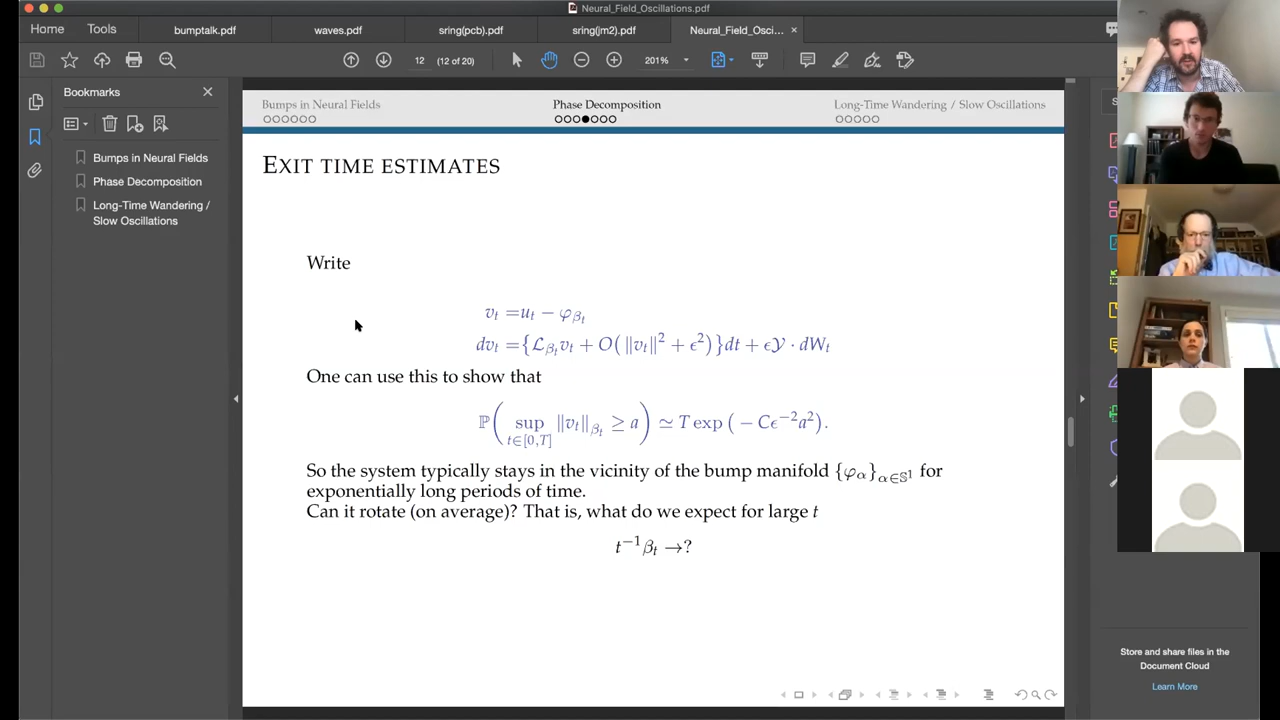 Neural_Field_Oscillations.pdf
Home
Tools
bumptalk.pdf
waves.pdf
sring(pcb).pdf
sring(jm2).pdf
Neural_Field_Osci...
12
(12 of 20)
201%
Bookmarks
Bumps in Neural Fields
Phase Decomposition
Long-Time Wandering /
Slow Oscillations
Bumps in Neural Fields
Phase Decomposition
Long-Time Wandering / Slow Oscillations
EXIT TIME ESTIMATES
Write
v_t = u_t − φ_{β_t}
dv_t = {𝓛_{β_t} v_t + O(‖v_t‖² + ϵ²)}dt + ϵ𝒴 · dW_t
One can use this to show that
ℙ( sup_{t∈[0,T]} ‖v_t‖_{β_t} ≥ a ) ≃ T exp ( − Cϵ⁻²a²).
So the system typically stays in the vicinity of the bump manifold {φ_α}_{α∈𝕊¹} for
exponentially long periods of time.
Can it rotate (on average)? That is, what do we expect for large t
t⁻¹β_t →?
Store and share files in the
Document Cloud
Learn More